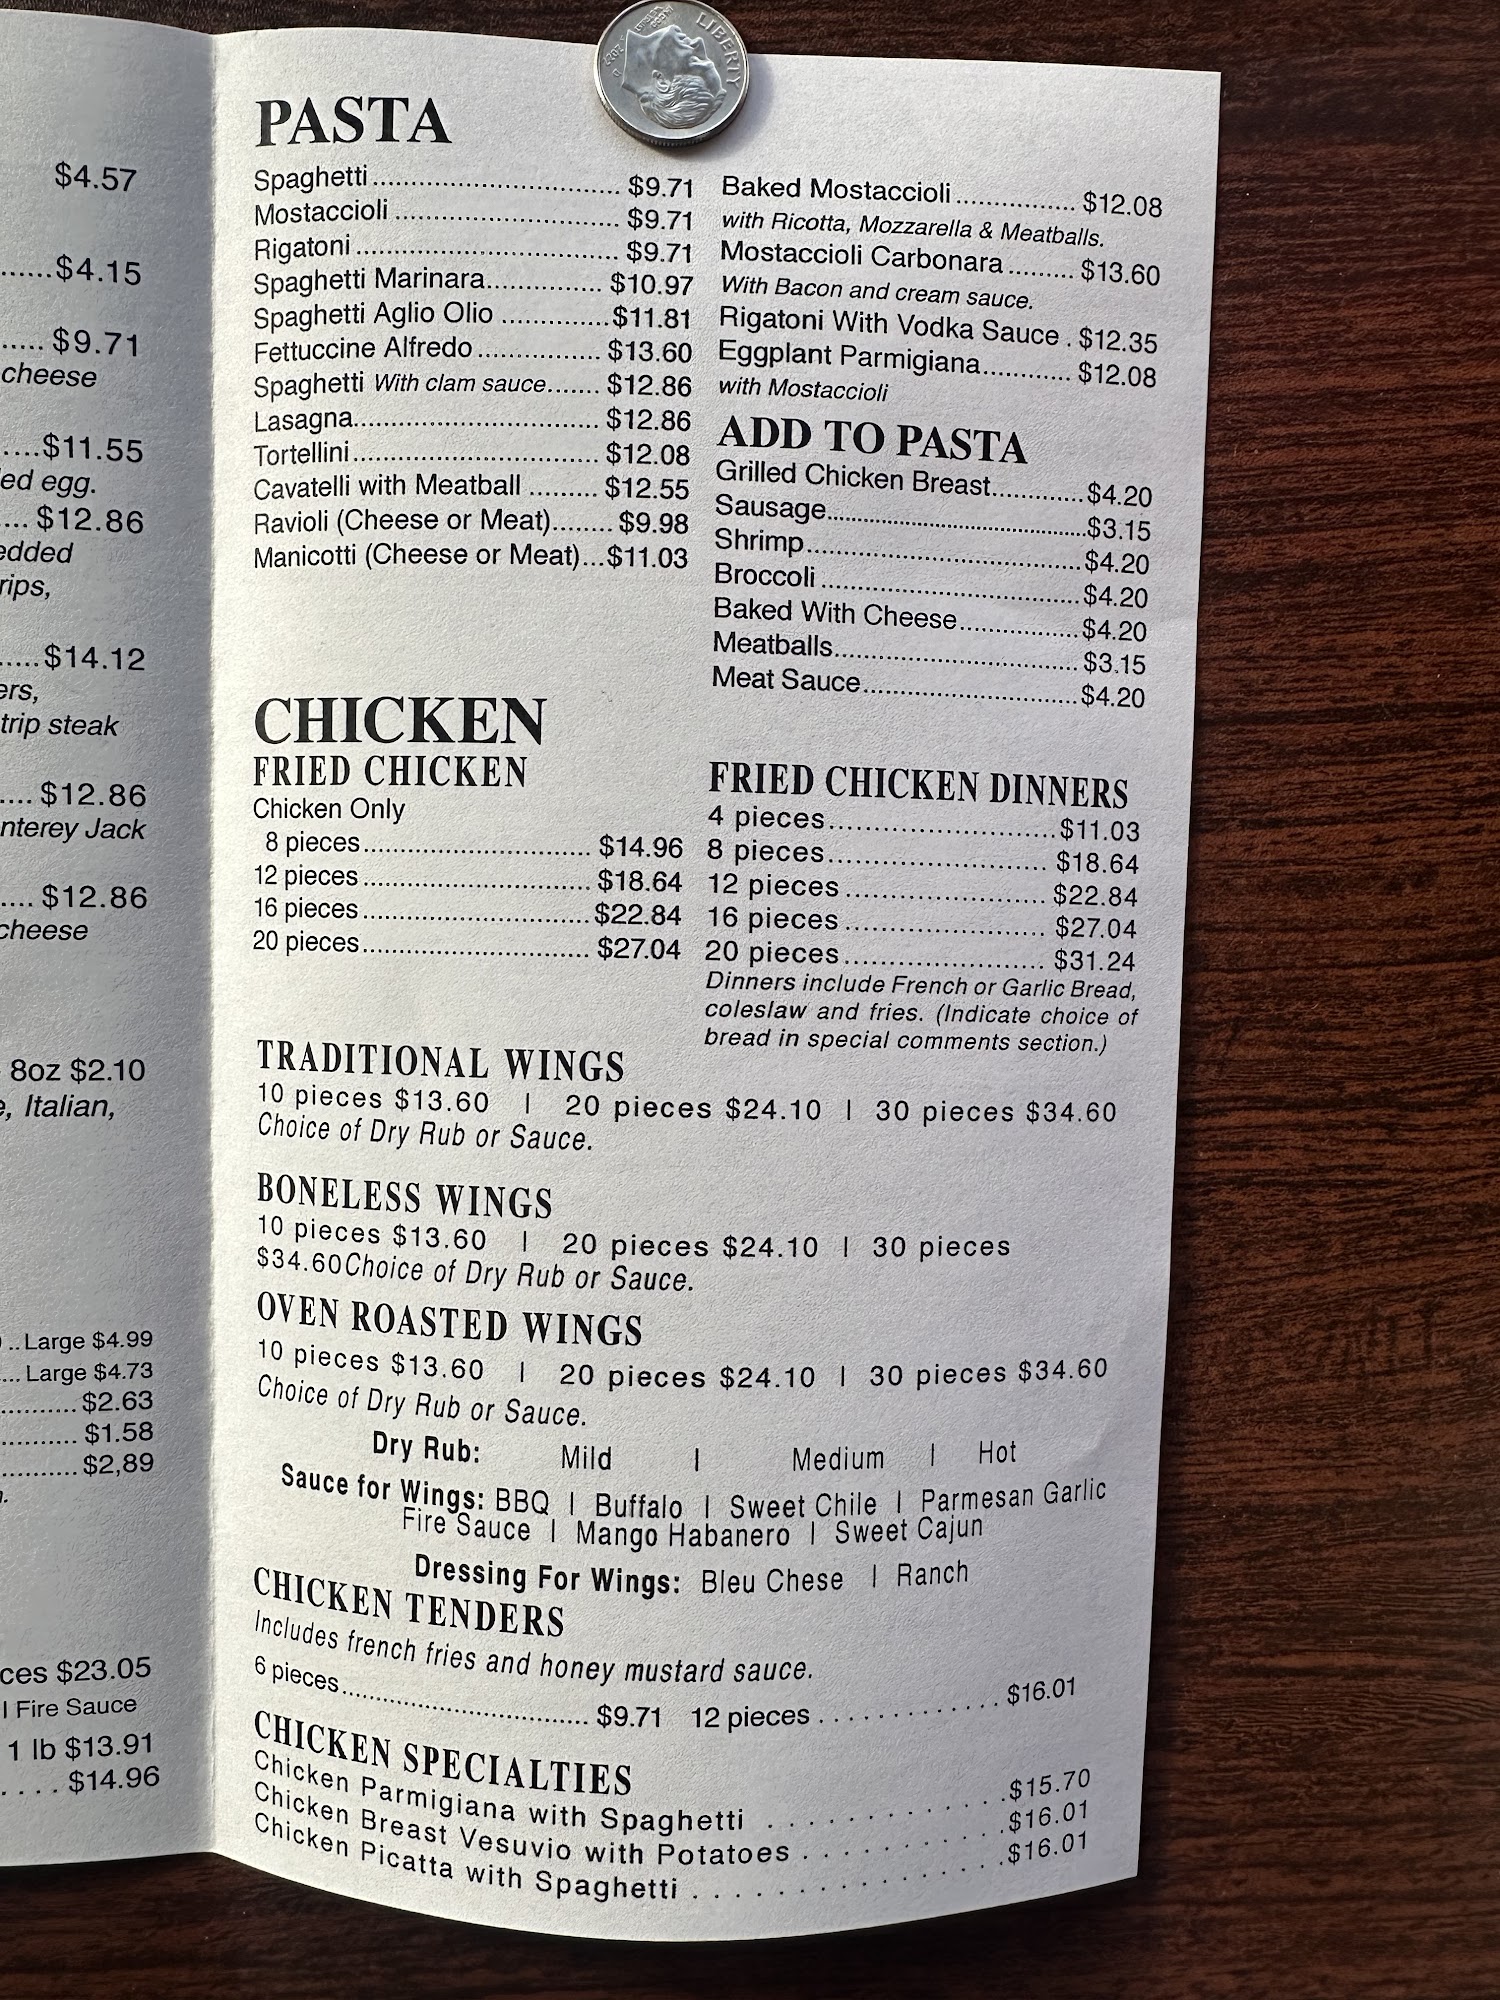 LIBERTY
$4.57
......$4.15
..... $9.71
cheese
....$11.55
ed egg.
.... $12.86
edded
rips,
.....$14.12
ers,
trip steak
.... $12.86
nterey Jack
.... $12.86
cheese
8oz $2.10
e, Italian,
.. Large $4.99
... Large $4.73
.......... $2.63
.......... $1.58
.......... $2,89
ces $23.05
I Fire Sauce
1 lb $13.91
. . . . $14.96
PASTA
Spaghetti................................ $9.71
Mostaccioli ............................. $9.71
Rigatoni.................................. $9.71
Spaghetti Marinara............... $10.97
Spaghetti Aglio Olio ..............$11.81
Fettuccine Alfredo................ $13.60
Spaghetti With clam sauce....... $12.86
Lasagna................................ $12.86
Tortellini................................ $12.08
Cavatelli with Meatball ......... $12.55
Ravioli (Cheese or Meat)........ $9.98
Manicotti (Cheese or Meat)...$11.03
Baked Mostaccioli................ $12.08
with Ricotta, Mozzarella & Meatballs.
Mostaccioli Carbonara ......... $13.60
With Bacon and cream sauce.
Rigatoni With Vodka Sauce . $12.35
Eggplant Parmigiana............ $12.08
with Mostaccioli
ADD TO PASTA
Grilled Chicken Breast............$4.20
Sausage..................................$3.15
Shrimp....................................$4.20
Broccoli ..................................$4.20
Baked With Cheese................$4.20
Meatballs................................ $3.15
Meat Sauce............................$4.20
CHICKEN
FRIED CHICKEN
Chicken Only
8 pieces.............................. $14.96
12 pieces .............................. $18.64
16 pieces ..............................$22.84
20 pieces.............................. $27.04
FRIED CHICKEN DINNERS
4 pieces.............................$11.03
8 pieces............................ $18.64
12 pieces .......................... $22.84
16 pieces .......................... $27.04
20 pieces .......................... $31.24
Dinners include French or Garlic Bread,
coleslaw and fries. (Indicate choice of
bread in special comments section.)
TRADITIONAL WINGS
10 pieces $13.60 I 20 pieces $24.10 I 30 pieces $34.60
Choice of Dry Rub or Sauce.
BONELESS WINGS
10 pieces $13.60 I 20 pieces $24.10 I 30 pieces
$34.60Choice of Dry Rub or Sauce.
OVEN ROASTED WINGS
10 pieces $13.60 I 20 pieces $24.10 I 30 pieces $34.60
Choice of Dry Rub or Sauce.
Dry Rub: Mild I Medium I Hot
Sauce for Wings: BBQ I Buffalo I Sweet Chile I Parmesan Garlic
Fire Sauce I Mango Habanero I Sweet Cajun
Dressing For Wings: Bleu Chese I Ranch
CHICKEN TENDERS
Includes french fries and honey mustard sauce.
6 pieces................................ $9.71 12 pieces . . . . . . . . . . . . $16.01
CHICKEN SPECIALTIES
Chicken Parmigiana with Spaghetti . . . . . . . . . . . . . $15.70
Chicken Breast Vesuvio with Potatoes . . . . . . . . . . . $16.01
Chicken Picatta with Spaghetti . . . . . . . . . . . . . . . . $16.01